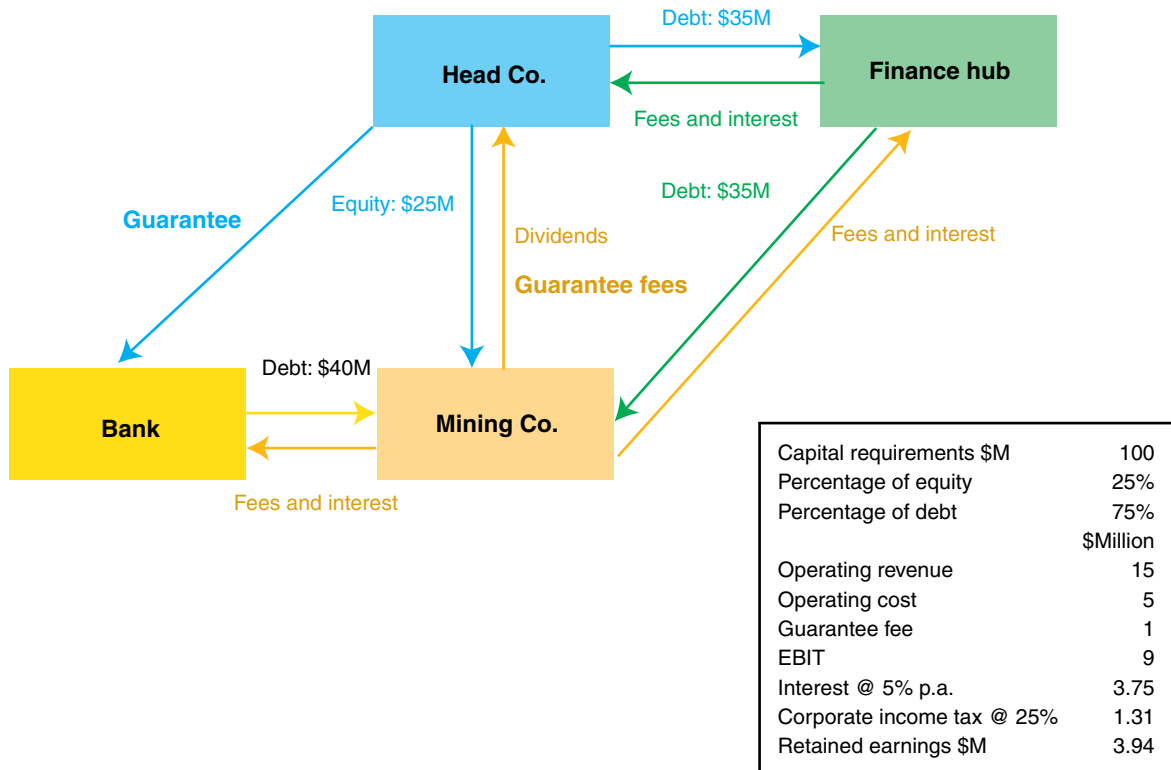 Debt: $35M
Head Co.
Finance hub
Fees and interest
Debt: $35M
Guarantee
Equity: $25M
Dividends
Fees and interest
Guarantee fees
Debt: $40M
Bank
Mining Co.
Fees and interest
Capital requirements $M 100
Percentage of equity 25%
Percentage of debt 75%
$Million
Operating revenue 15
Operating cost 5
Guarantee fee 1
EBIT 9
Interest @ 5% p.a. 3.75
Corporate income tax @ 25% 1.31
Retained earnings $M 3.94